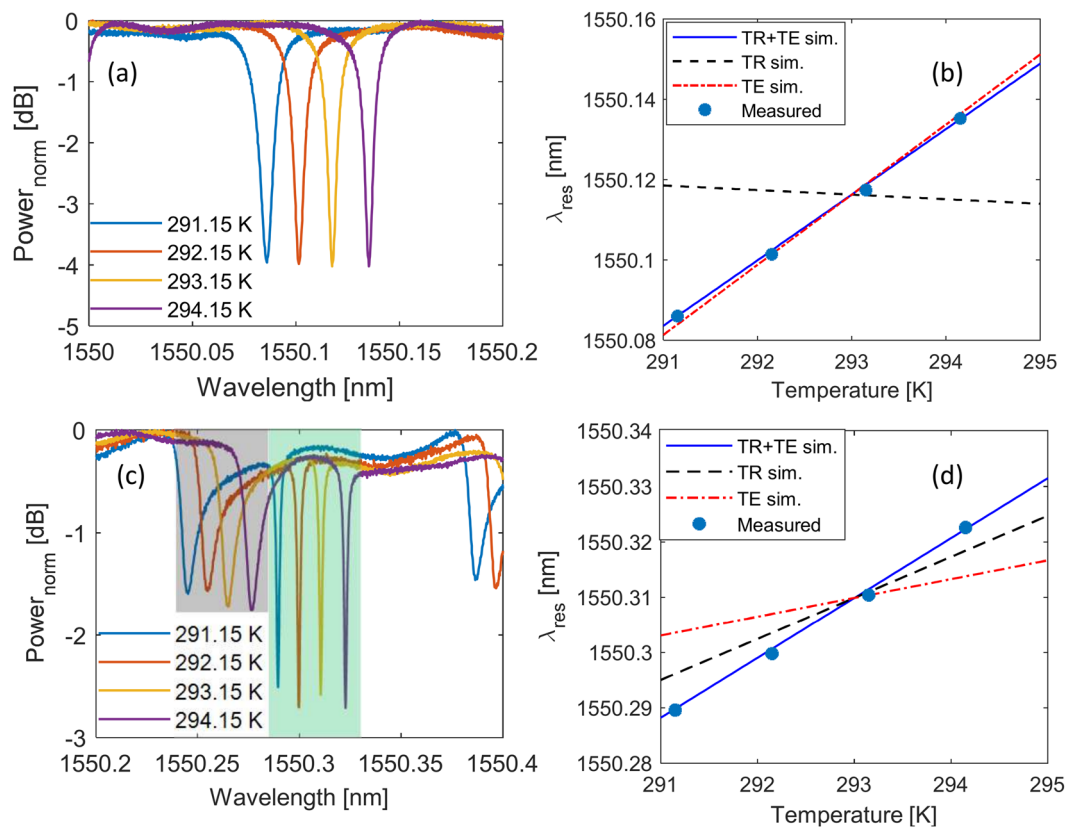 (a)
Power_norm [dB]
0
-1
-2
-3
-4
-5
291.15 K
292.15 K
293.15 K
294.15 K
1550
1550.05
1550.1
1550.15
1550.2
Wavelength [nm]
(b)
λ_res [nm]
1550.16
1550.14
1550.12
1550.1
1550.08
TR+TE sim.
TR sim.
TE sim.
Measured
291
292
293
294
295
Temperature [K]
(c)
Power_norm [dB]
0
-1
-2
-3
291.15 K
292.15 K
293.15 K
294.15 K
1550.2
1550.25
1550.3
1550.35
1550.4
Wavelength [nm]
(d)
λ_res [nm]
1550.34
1550.33
1550.32
1550.31
1550.3
1550.29
1550.28
TR+TE sim.
TR sim.
TE sim.
Measured
291
292
293
294
295
Temperature [K]